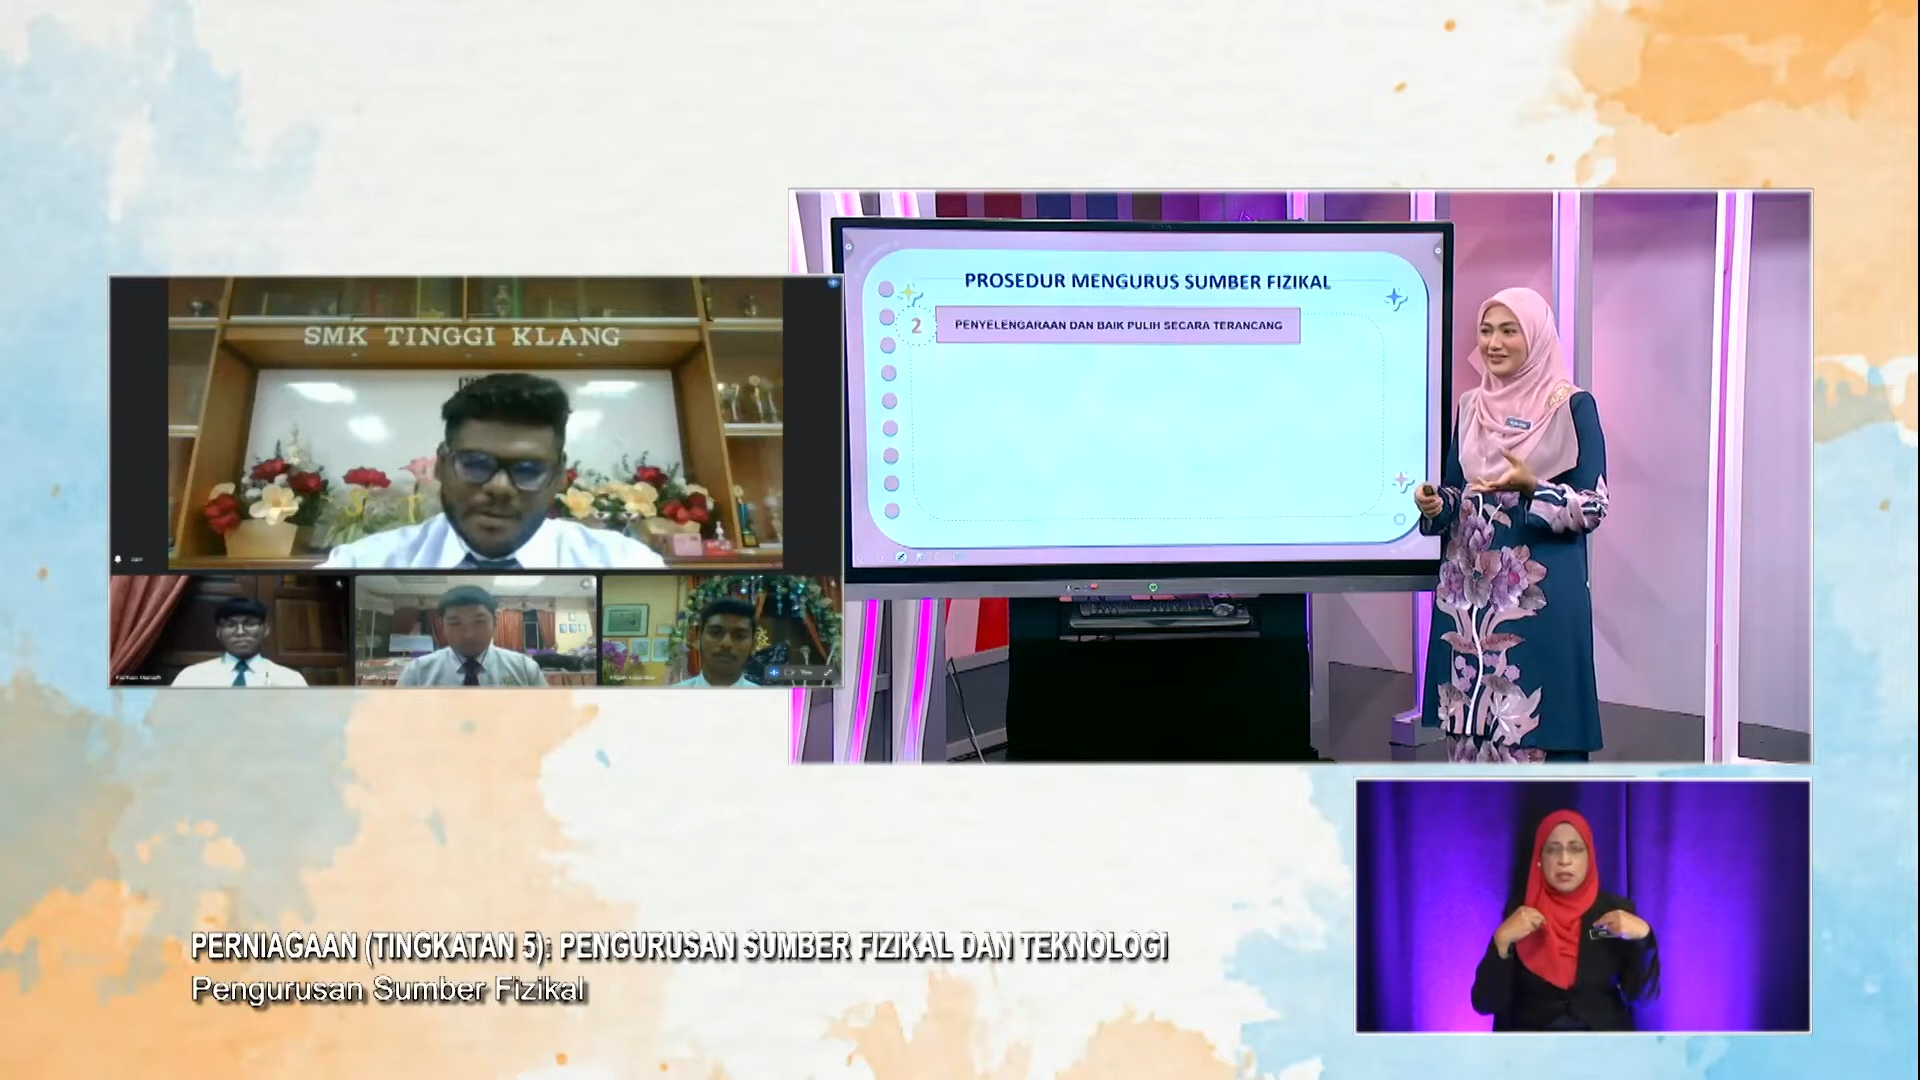 SMK TINGGI KLANG
PROSEDUR MENGURUS SUMBER FIZIKAL
2
PENYELENGARAAN DAN BAIK PULIH SECARA TERANCANG
PERNIAGAAN (TINGKATAN 5): PENGURUSAN SUMBER FIZIKAL DAN TEKNOLOGI
Pengurusan Sumber Fizikal